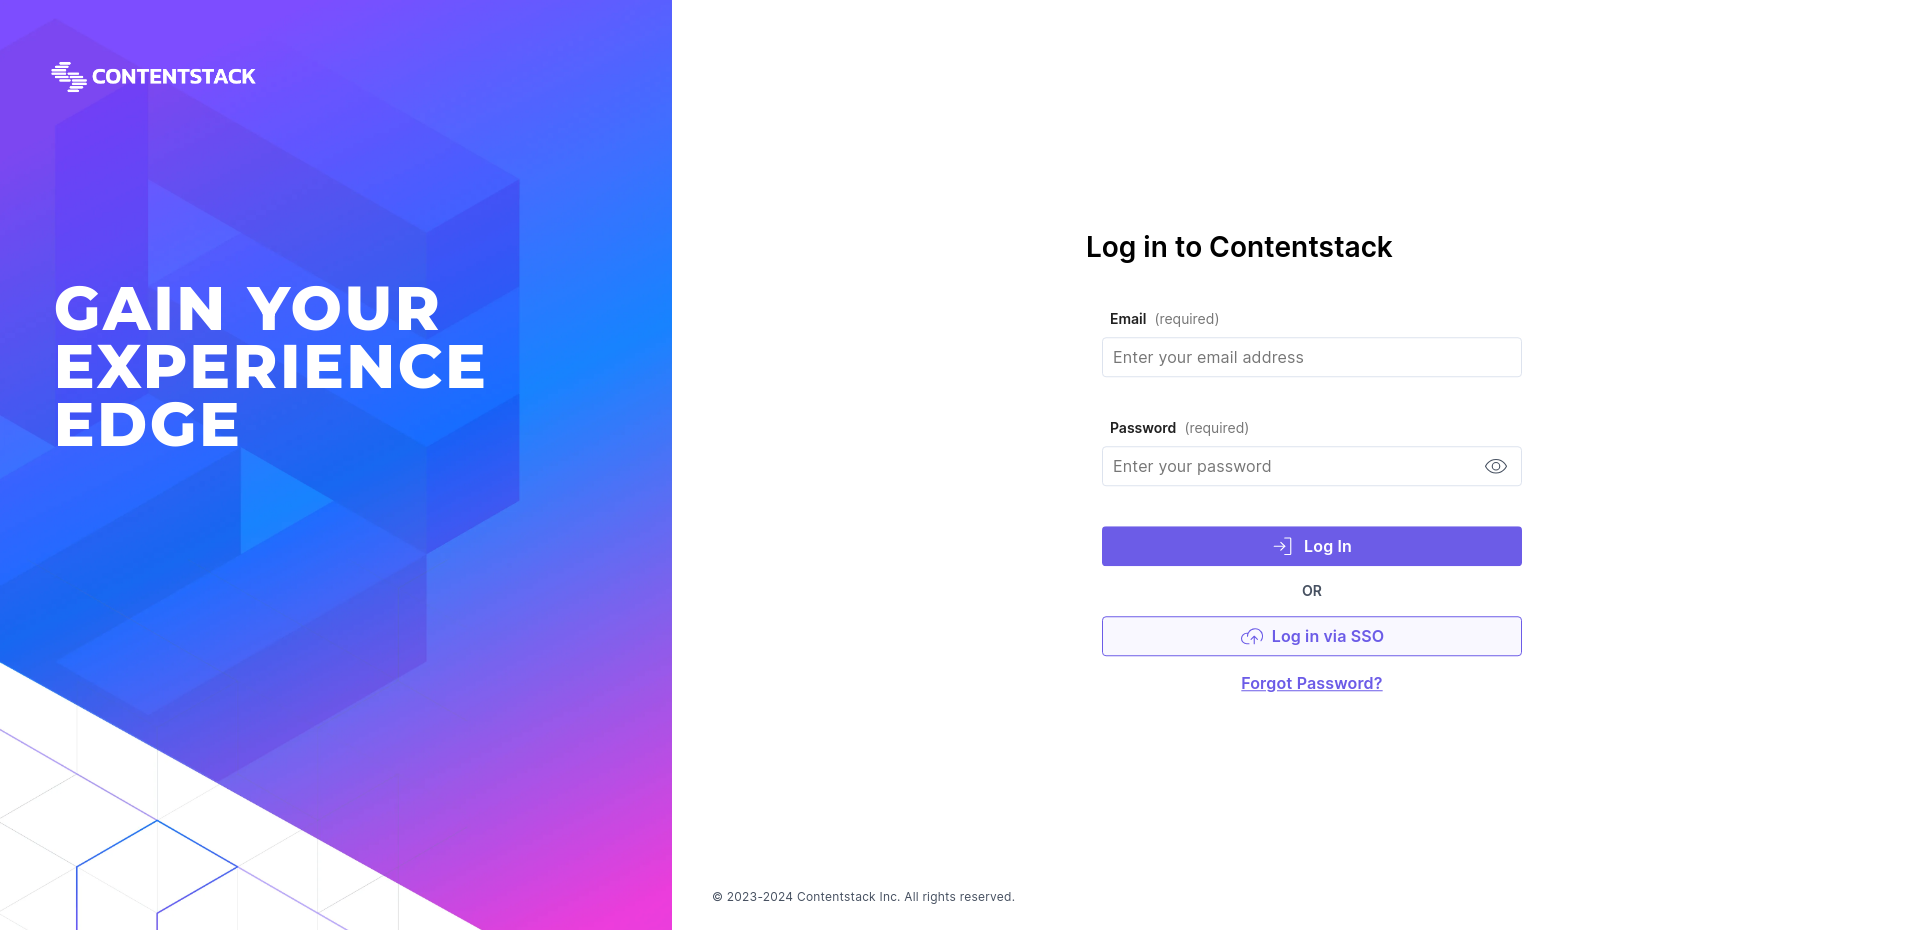 CONTENTSTACK
GAIN YOUR
EXPERIENCE
EDGE
Log in to Contentstack
Email (required)
Enter your email address
Password (required)
Enter your password
Log In
OR
Log in via SSO
Forgot Password?
© 2023-2024 Contentstack Inc. All rights reserved.